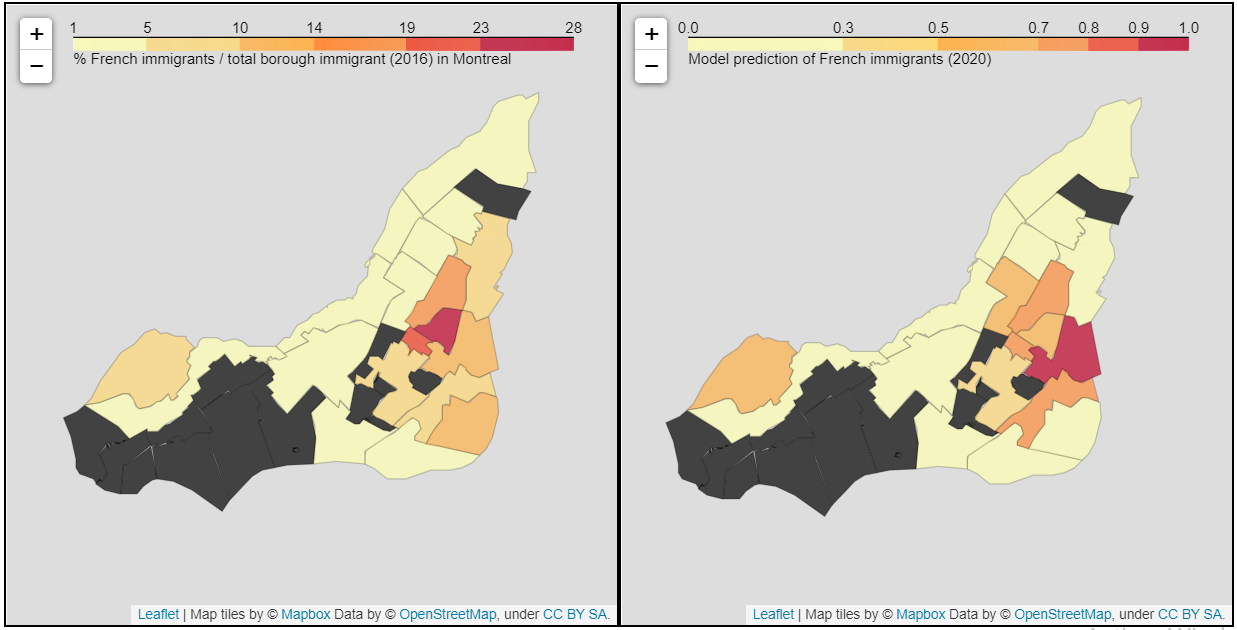 +
−
1 5 10 14 19 23 28
% French immigrants / total borough immigrant (2016) in Montreal
Leaflet | Map tiles by © Mapbox Data by © OpenStreetMap, under CC BY SA.
+
−
0.0 0.3 0.5 0.7 0.8 0.9 1.0
Model prediction of French immigrants (2020)
Leaflet | Map tiles by © Mapbox Data by © OpenStreetMap, under CC BY SA.